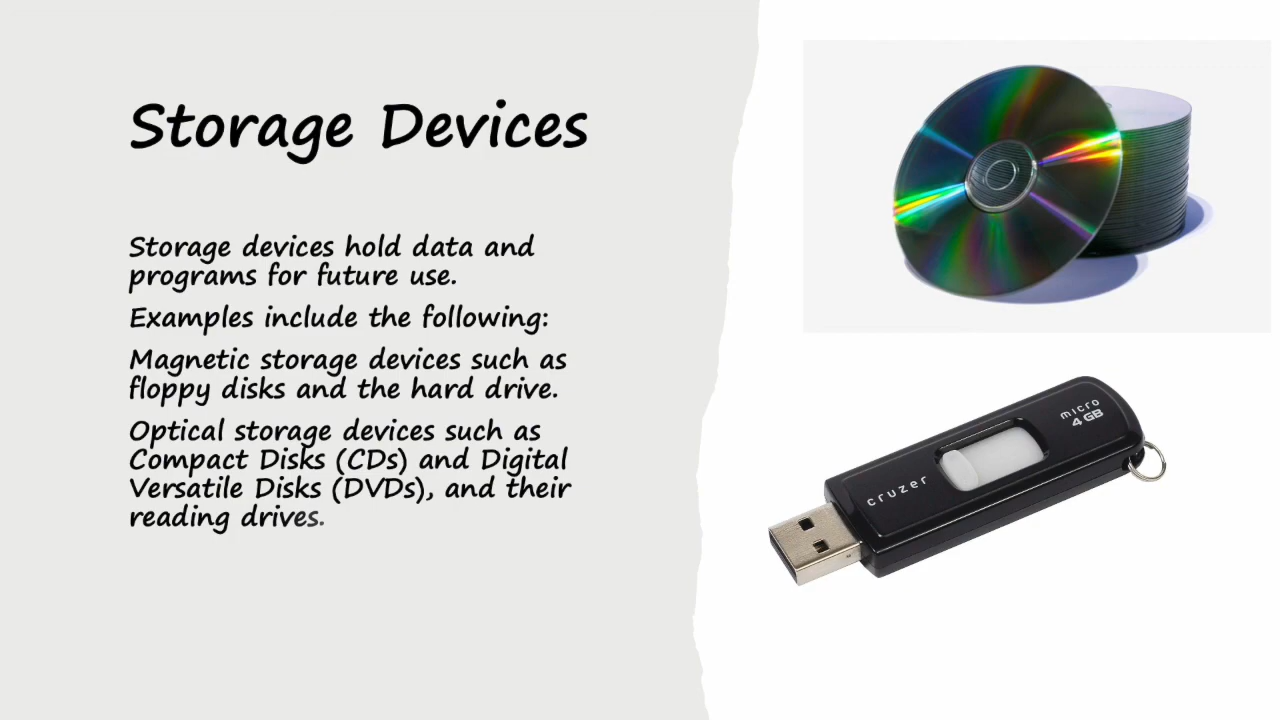 Storage Devices
Storage devices hold data and
programs for future use.
Examples include the following:
Magnetic storage devices such as
floppy disks and the hard drive.
Optical storage devices such as
Compact Disks (CDs) and Digital
Versatile Disks (DVDs), and their
reading drives.
micro
4 GB
cruzer